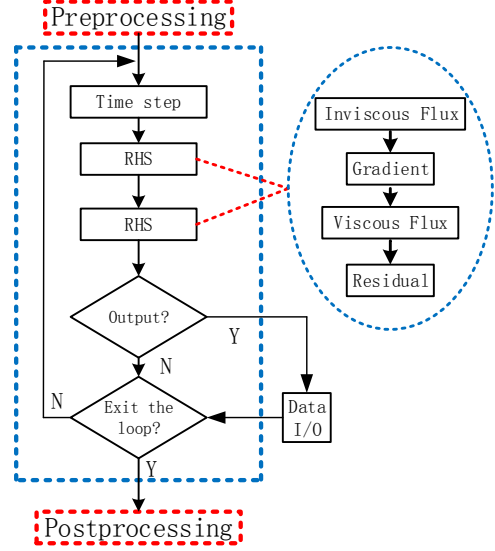 Preprocessing
Time step
RHS
RHS
Output?
Y
N
Exit the
loop?
N
Y
Data
I/O
Postprocessing
Inviscous Flux
Gradient
Viscous Flux
Residual